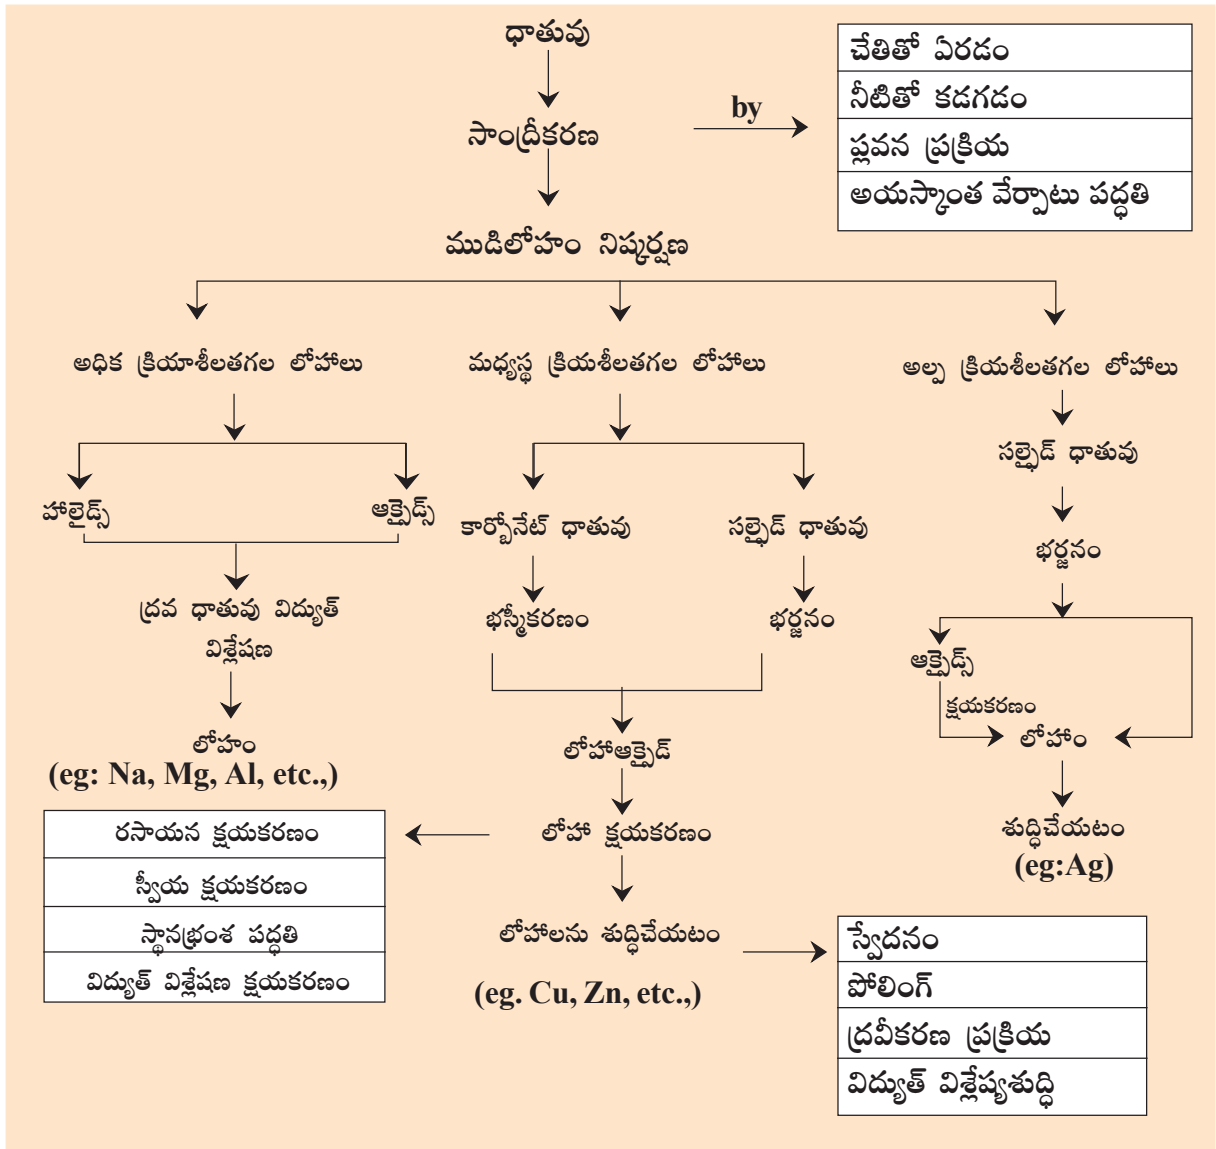 ధాతువు
సాంద్రీకరణ
by
చేతితో ఏరడం
నీటితో కడగడం
ప్లవన ప్రక్రియ
అయస్కాంత వేర్పాటు పద్ధతి
ముడిలోహం నిష్కర్షణ
అధిక క్రియాశీలతగల లోహాలు
మధ్యస్థ క్రియశీలతగల లోహాలు
అల్ప క్రియశీలతగల లోహాలు
హాలైడ్స్
ఆక్సైడ్స్
ద్రవ ధాతువు విద్యుత్
విశ్లేషణ
లోహం
(eg: Na, Mg, Al, etc.,)
కార్బోనేట్ ధాతువు
సల్ఫైడ్ ధాతువు
భస్మీకరణం
భర్జనం
లోహఆక్సైడ్
లోహా క్షయకరణం
రసాయన క్షయకరణం
స్వీయ క్షయకరణం
స్థానభ్రంశ పద్ధతి
విద్యుత్ విశ్లేషణ క్షయకరణం
లోహాలను శుద్ధిచేయటం
(eg. Cu, Zn, etc.,)
స్వేదనం
పోలింగ్
ద్రవీకరణ ప్రక్రియ
విద్యుత్ విశ్లేష్యశుద్ధి
సల్ఫైడ్ ధాతువు
భర్జనం
ఆక్సైడ్స్
క్షయకరణం
లోహం
శుద్ధిచేయటం
(eg:Ag)